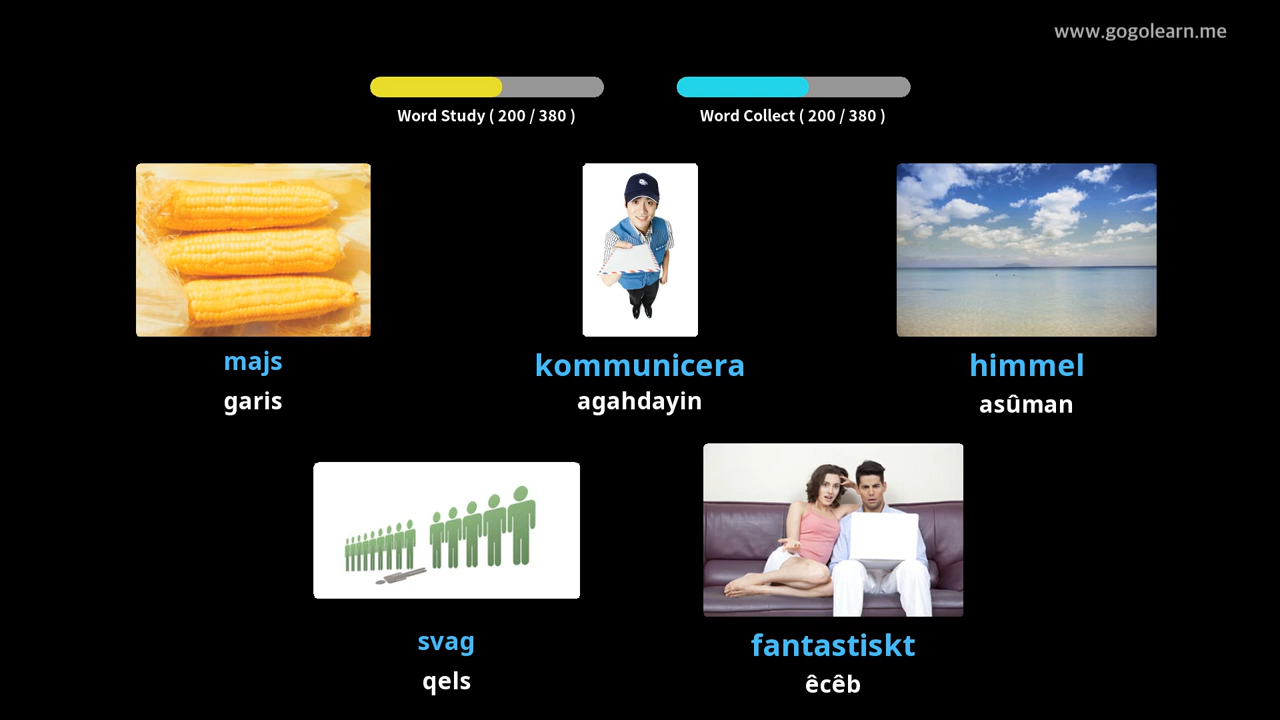 www.gogolearn.me
Word Study ( 200 / 380 )
Word Collect ( 200 / 380 )
majs
garis
kommunicera
agahdayin
himmel
asûman
svag
qels
fantastiskt
êcêb